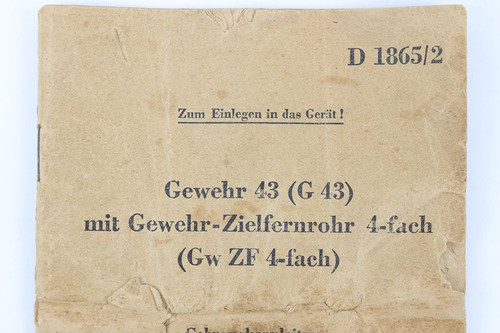 D 1865/2
Zum Einlegen in das Gerät!
Gewehr 43 (G 43)
mit Gewehr-Zielfernrohr 4-fach
(Gw ZF 4-fach)